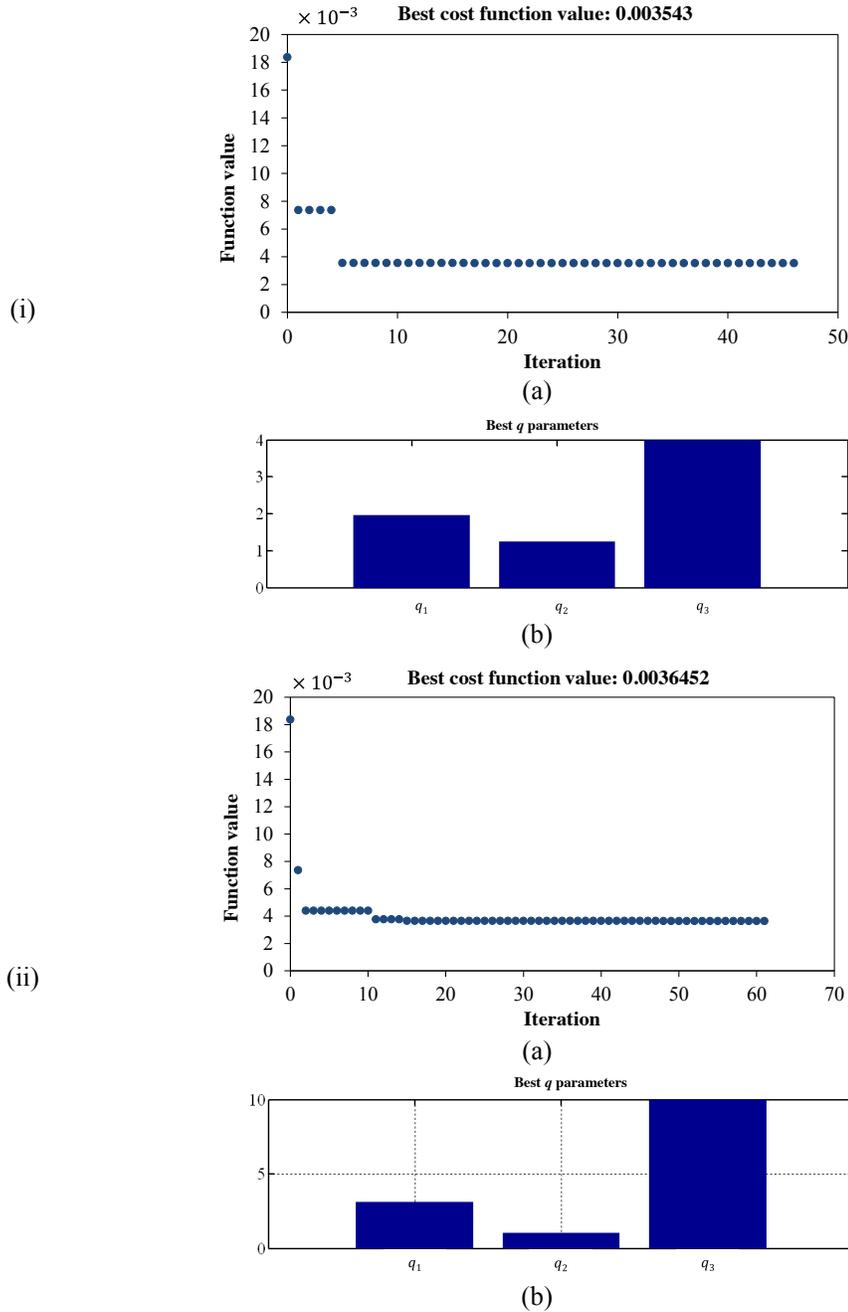 (i)
× 10⁻³ Best cost function value: 0.003543
20
18
16
14
12
10
8
6
4
2
0
Function value
0 10 20 30 40 50
Iteration
(a)
Best q parameters
4
3
2
1
0
q₁ q₂ q₃
(b)
(ii)
× 10⁻³ Best cost function value: 0.0036452
20
18
16
14
12
10
8
6
4
2
0
Function value
0 10 20 30 40 50 60 70
Iteration
(a)
Best q parameters
10
5
0
q₁ q₂ q₃
(b)